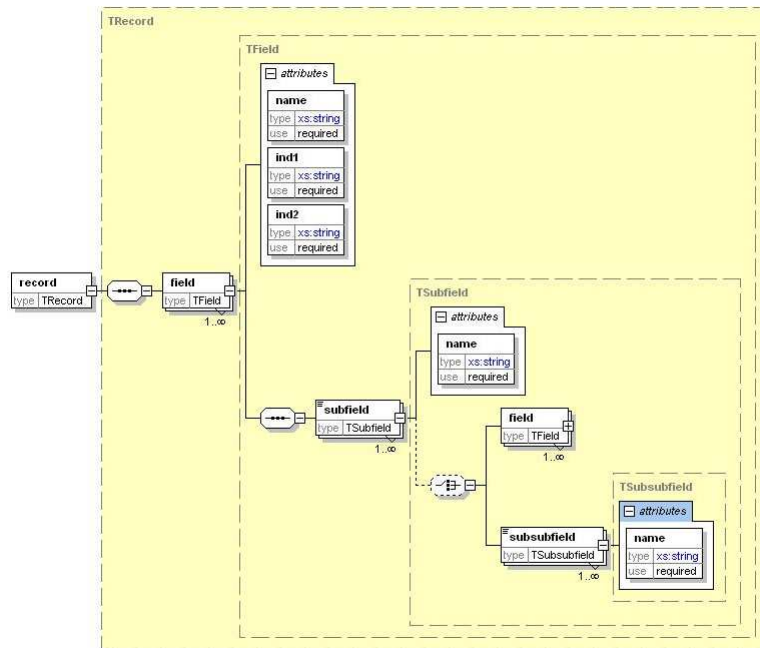 TRecord
TField
attributes
name
type xs:string
use required
ind1
type xs:string
use required
ind2
type xs:string
use required
record
type TRecord
field
type TField
1..∞
TSubfield
attributes
name
type xs:string
use required
subfield
type TSubfield
1..∞
field
type TField
1..∞
TSubsubfield
attributes
name
type xs:string
use required
subsubfield
type TSubsubfield
1..∞